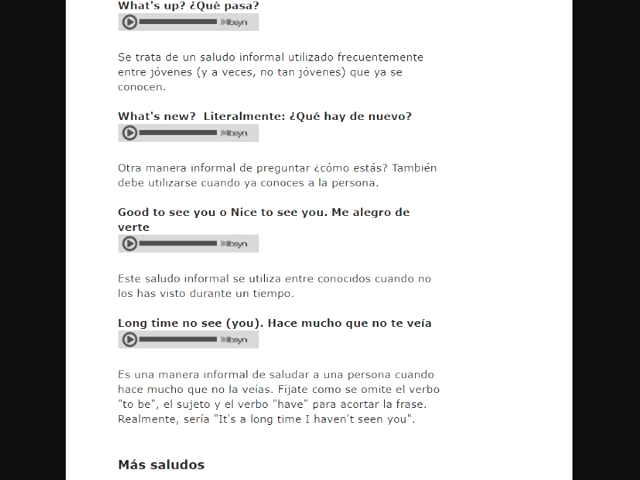 What's up? ¿Qué pasa?
libsyn
Se trata de un saludo informal utilizado frecuentemente
entre jóvenes (y a veces, no tan jóvenes) que ya se
conocen.
What's new?  Literalmente: ¿Qué hay de nuevo?
libsyn
Otra manera informal de preguntar ¿cómo estás? También
debe utilizarse cuando ya conoces a la persona.
Good to see you o Nice to see you. Me alegro de
verte
libsyn
Este saludo informal se utiliza entre conocidos cuando no
los has visto durante un tiempo.
Long time no see (you). Hace mucho que no te veía
libsyn
Es una manera informal de saludar a una persona cuando
hace mucho que no la veías. Fíjate como se omite el verbo
"to be", el sujeto y el verbo "have" para acortar la frase.
Realmente, sería "It's a long time I haven't seen you".
Más saludos